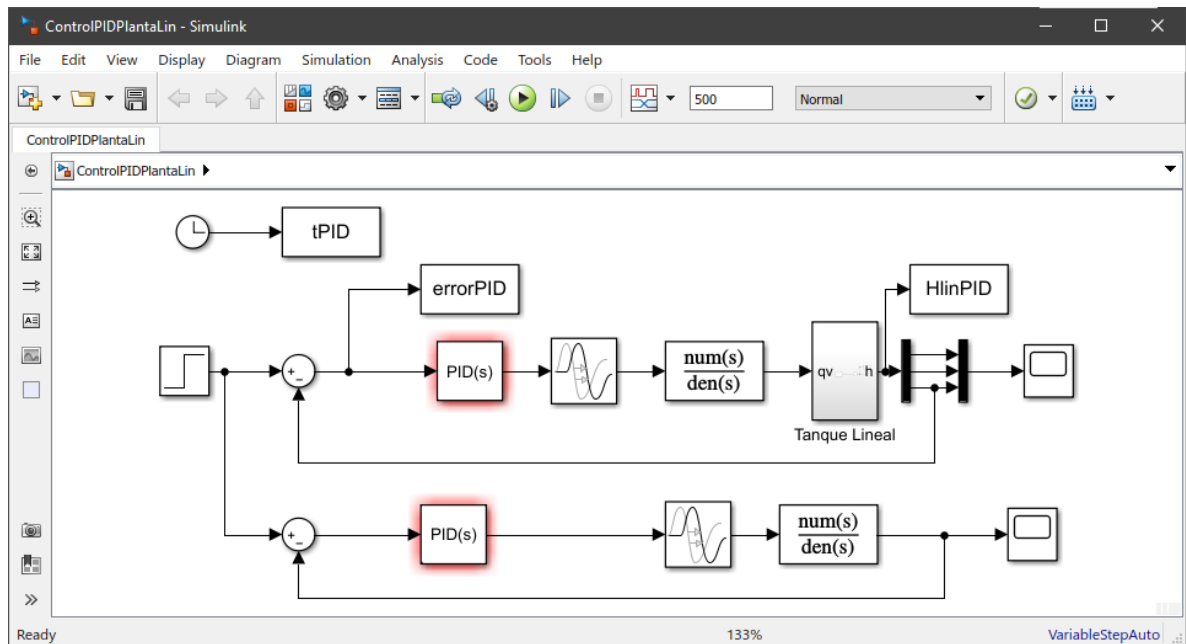 ControlPIDPlantaLin - Simulink
File Edit View Display Diagram Simulation Analysis Code Tools Help
500 Normal
ControlPIDPlantaLin
ControlPIDPlantaLin
tPID
errorPID
HlinPID
+
-
PID(s)
num(s)
den(s)
qv h
Tanque Lineal
+
-
PID(s)
num(s)
den(s)
Ready 133% VariableStepAuto